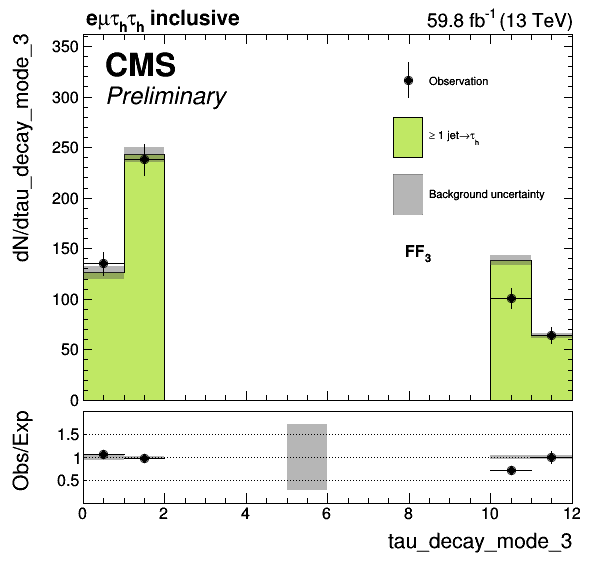 eμτₕτₕ inclusive
59.8 fb⁻¹ (13 TeV)
dN/dtau_decay_mode_3
350
300
250
200
150
100
50
0
CMS
Preliminary
Observation
≥ 1 jet→τₕ
Background uncertainty
FF₃
Obs/Exp
1.5
1
0.5
0 2 4 6 8 10 12
tau_decay_mode_3